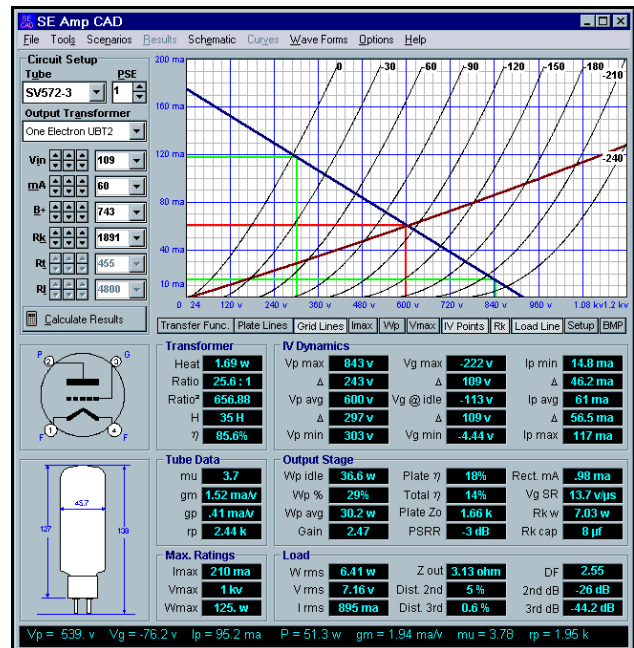 SE Amp CAD
File Tools Scenarios Results Schematic Curves Wave Forms Options Help
Circuit Setup
Tube PSE
SV572-3 1
Output Transformer
One Electron UBT2
Vin 109
mA 60
B+ 743
Rk 1891
Rt 455
Rl 4800
Calculate Results
200 ma
160 ma
120 ma
80 ma
40 ma
10 ma
0 -30 -60 -90 -120 -150 -180 -210
-240
0 24 120 v 240 v 360 v 480 v 600 v 720 v 840 v 960 v 1.08 kv 1.2 kv
Transfer Func. Plate Lines Grid Lines Imax Wp Vmax IV Points Rk Load Line Setup BMP
P 2 3 G
F 1 4 F
45.7
127 138
Transformer
Heat 1.69 w
Ratio 25.6 : 1
Ratio² 656.88
H 35 H
η 85.6%
IV Dynamics
Vp max 843 v Vg max -222 v Ip min 14.8 ma
Δ 243 v Δ 109 v Δ 46.2 ma
Vp avg 600 v Vg @ idle -113 v Ip avg 61 ma
Δ 297 v Δ 109 v Δ 56.5 ma
Vp min 303 v Vg min -4.44 v Ip max 117 ma
Tube Data
mu 3.7
gm 1.52 ma/v
gp .41 ma/v
rp 2.44 k
Output Stage
Wp idle 36.6 w Plate η 18% Rect. mA .98 ma
Wp % 29% Total η 14% Vg SR 13.7 v/µs
Wp avg 30.2 w Plate Zo 1.66 k Rk w 7.03 w
Gain 2.47 PSRR -3 dB Rk cap 8 µf
Max. Ratings
Imax 210 ma
Vmax 1 kv
Wmax 125. w
Load
W rms 6.41 w Z out 3.13 ohm DF 2.55
V rms 7.16 v Dist. 2nd 5 % 2nd dB -26 dB
I rms 895 ma Dist. 3rd 0.6 % 3rd dB -44.2 dB
Vp = 539. v Vg = -76.2 v Ip = 95.2 ma P = 51.3 w gm = 1.94 ma/v mu = 3.78 rp = 1.95 k